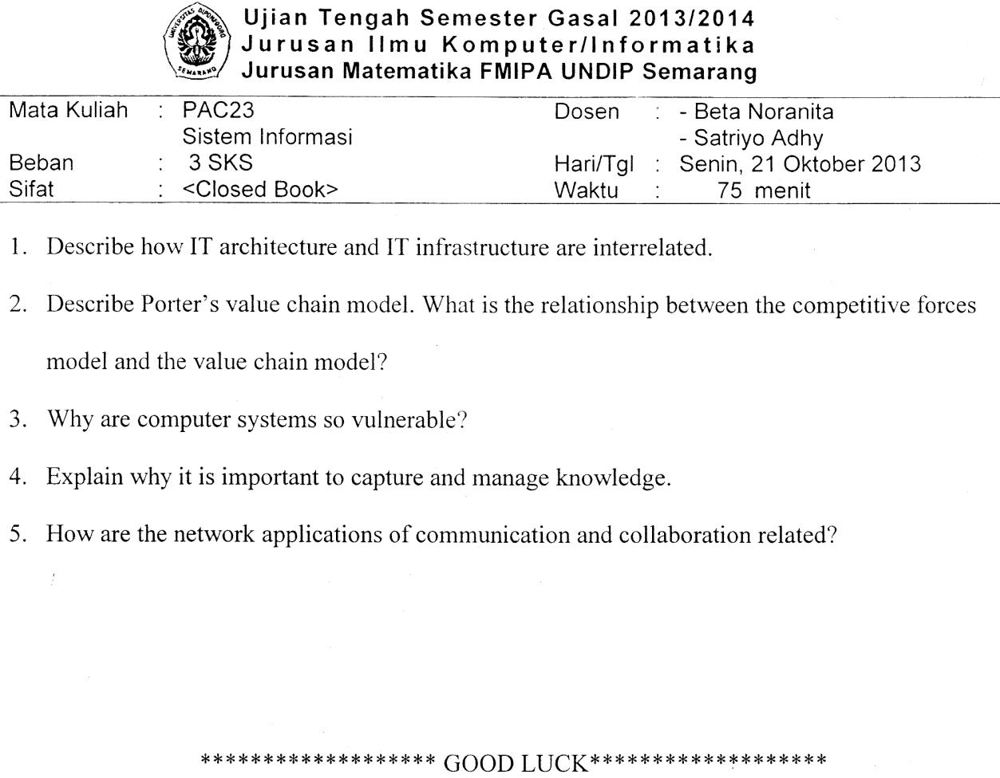 UNIVERSITAS DIPONEGORO
SEMARANG
Ujian Tengah Semester Gasal 2013/2014
Jurusan Ilmu Komputer/Informatika
Jurusan Matematika FMIPA UNDIP Semarang
Mata Kuliah : PAC23 Dosen : - Beta Noranita
Sistem Informasi - Satriyo Adhy
Beban : 3 SKS Hari/Tgl : Senin, 21 Oktober 2013
Sifat : <Closed Book> Waktu : 75 menit
1. Describe how IT architecture and IT infrastructure are interrelated.
2. Describe Porter's value chain model. What is the relationship between the competitive forces
model and the value chain model?
3. Why are computer systems so vulnerable?
4. Explain why it is important to capture and manage knowledge.
5. How are the network applications of communication and collaboration related?
******************* GOOD LUCK*******************